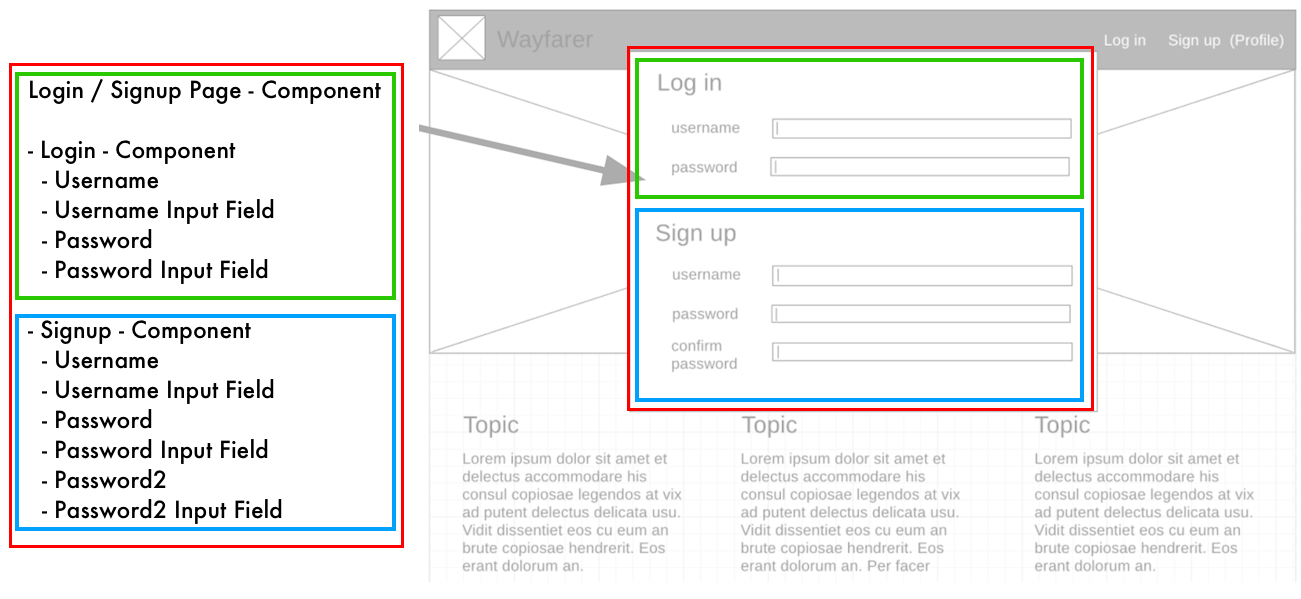 Login / Signup Page - Component
- Login - Component
- Username
- Username Input Field
- Password
- Password Input Field
- Signup - Component
- Username
- Username Input Field
- Password
- Password Input Field
- Password2
- Password2 Input Field
Wayfarer
Log in
Sign up
(Profile)
Log in
username
password
Sign up
username
password
confirm
password
Topic
Lorem ipsum dolor sit amet et
delectus accommodare his
consul copiosae legendos at vix
ad putent delectus delicata usu.
Vidit dissentiet eos cu eum an
brute copiosae hendrerit. Eos
erant dolorum an.
Topic
Lorem ipsum dolor sit amet et
delectus accommodare his
consul copiosae legendos at vix
ad putent delectus delicata usu.
Vidit dissentiet eos cu eum an
brute copiosae hendrerit. Eos
erant dolorum an. Per facer
Topic
Lorem ipsum dolor sit amet et
delectus accommodare his
consul copiosae legendos at vix
ad putent delectus delicata usu.
Vidit dissentiet eos cu eum an
brute copiosae hendrerit. Eos
erant dolorum an.